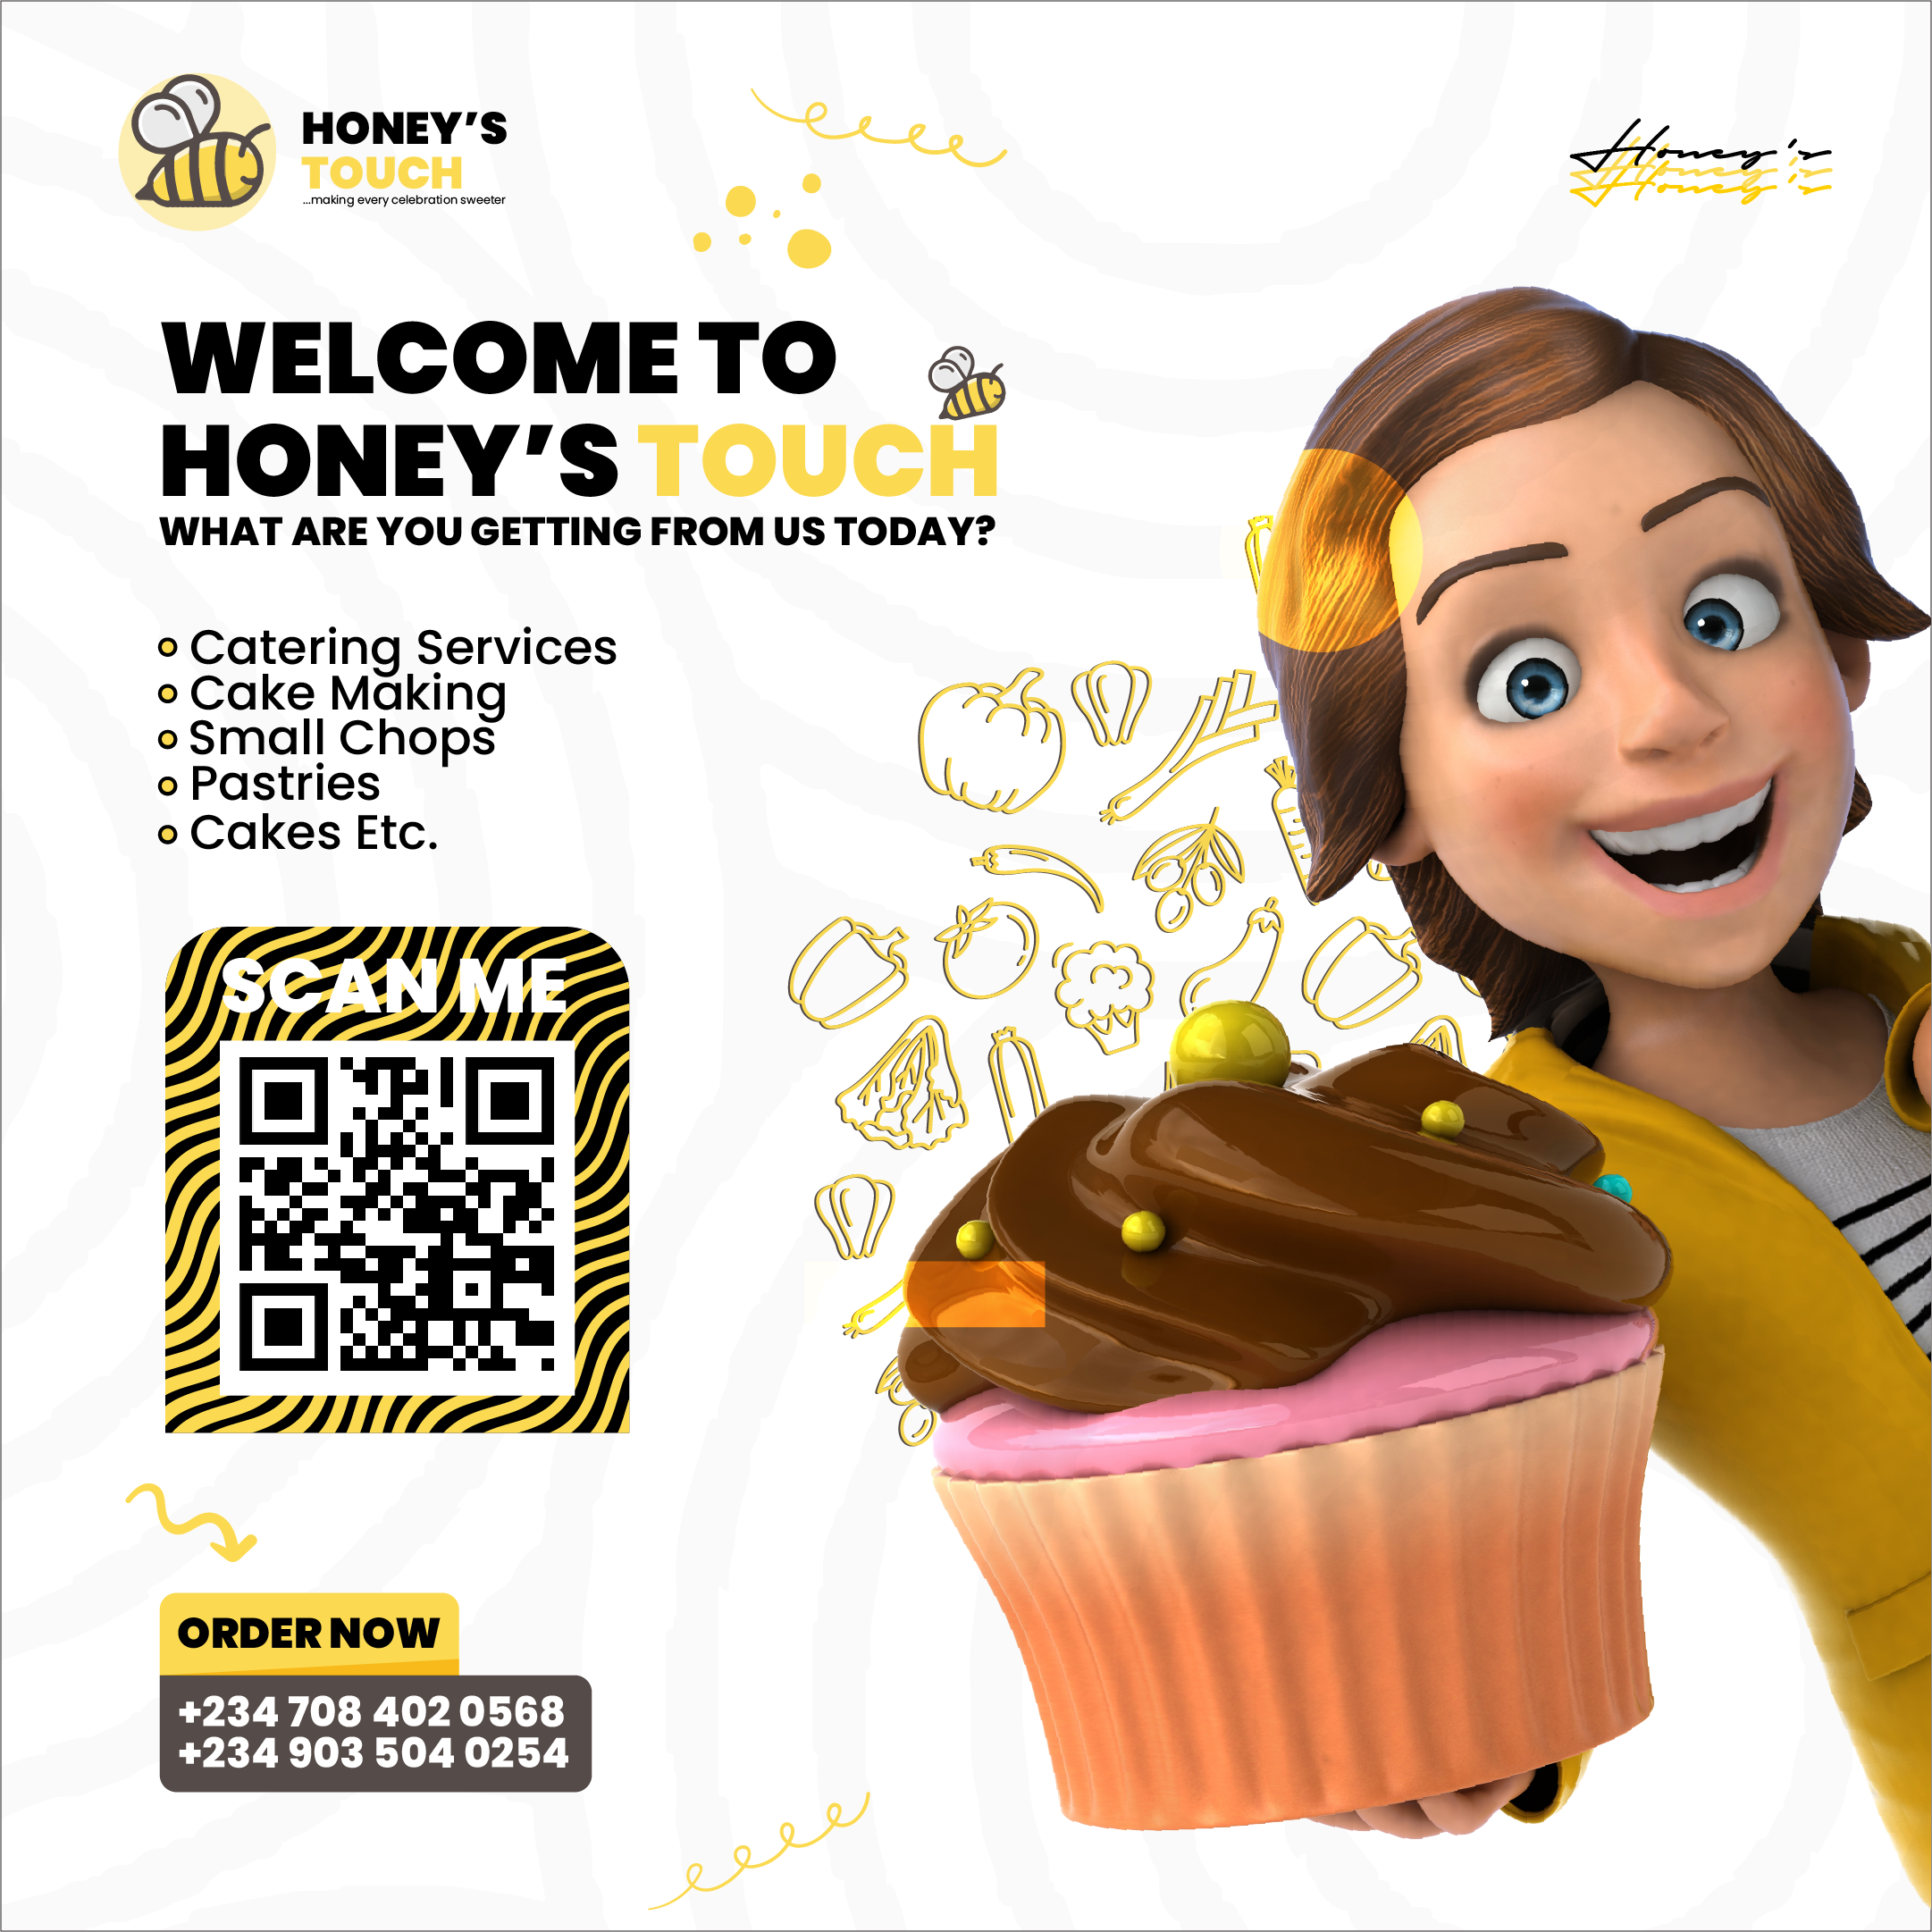 HONEY’S
TOUCH
...making every celebration sweeter
Honey's
Honey's
Honey's
WELCOME TO
HONEY’S TOUCH
WHAT ARE YOU GETTING FROM US TODAY?
Catering Services
Cake Making
Small Chops
Pastries
Cakes Etc.
SCAN ME
ORDER NOW
+234 708 402 0568
+234 903 504 0254